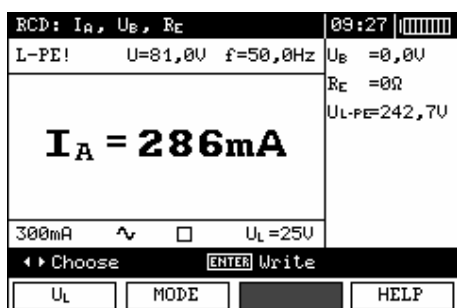 RCD: IA, UB, RE 09:27
L-PE! U=81,0V f=50,0Hz
UB =0,0V
RE =0Ω
UL-PE=242,7V
IA = 286mA
300mA UL=25V
Choose ENTER Write
UL MODE HELP